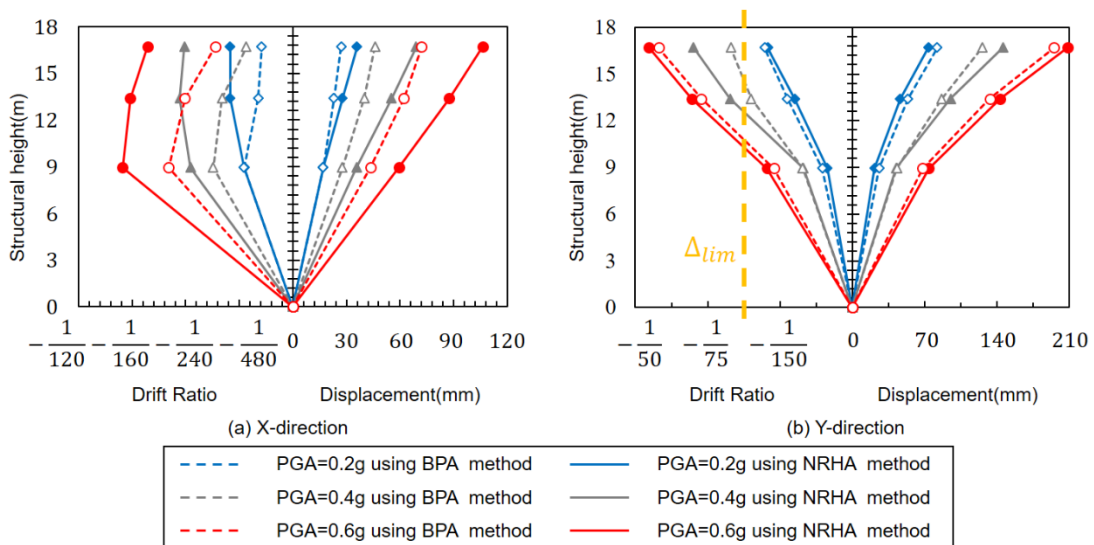 18
15
12
9
6
3
0
Structural height(m)
−1/120 −1/160 −1/240 −1/480 0 30 60 90 120
Drift Ratio Displacement(mm)
(a) X-direction
18
15
12
9
6
3
0
Structural height(m)
Δlim
−1/50 −1/75 −1/150 0 70 140 210
Drift Ratio Displacement(mm)
(b) Y-direction
PGA=0.2g using BPA method PGA=0.2g using NRHA method
PGA=0.4g using BPA method PGA=0.4g using NRHA method
PGA=0.6g using BPA method PGA=0.6g using NRHA method